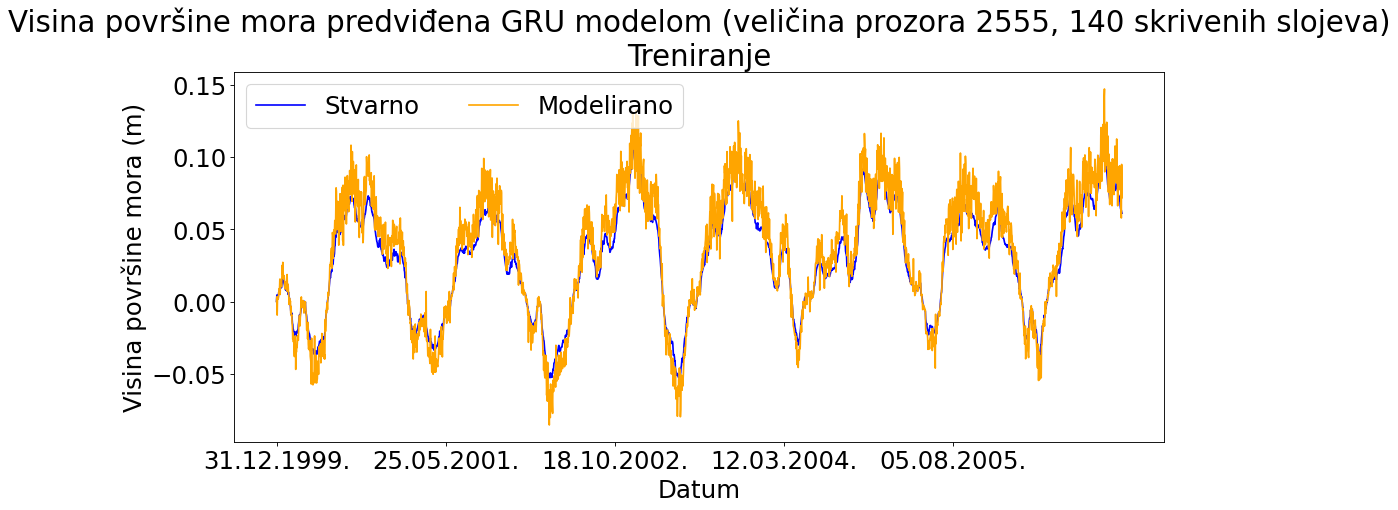 Visina površine mora predviđena GRU modelom (veličina prozora 2555, 140 skrivenih slojeva)
Treniranje
Stvarno
Modelirano
Visina površine mora (m)
0.15
0.10
0.05
0.00
−0.05
31.12.1999.
25.05.2001.
18.10.2002.
12.03.2004.
05.08.2005.
Datum